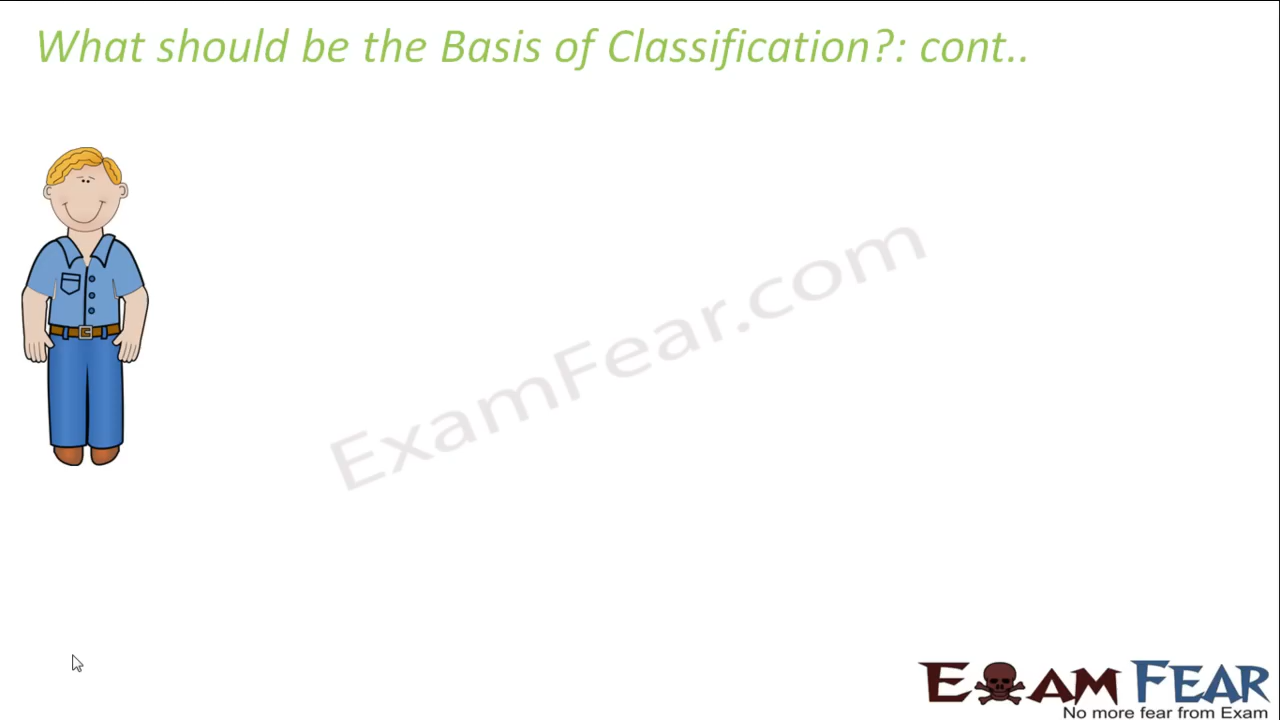 What should be the Basis of Classification?: cont..
ExamFear.com
EXAM FEAR
No more fear from Exam